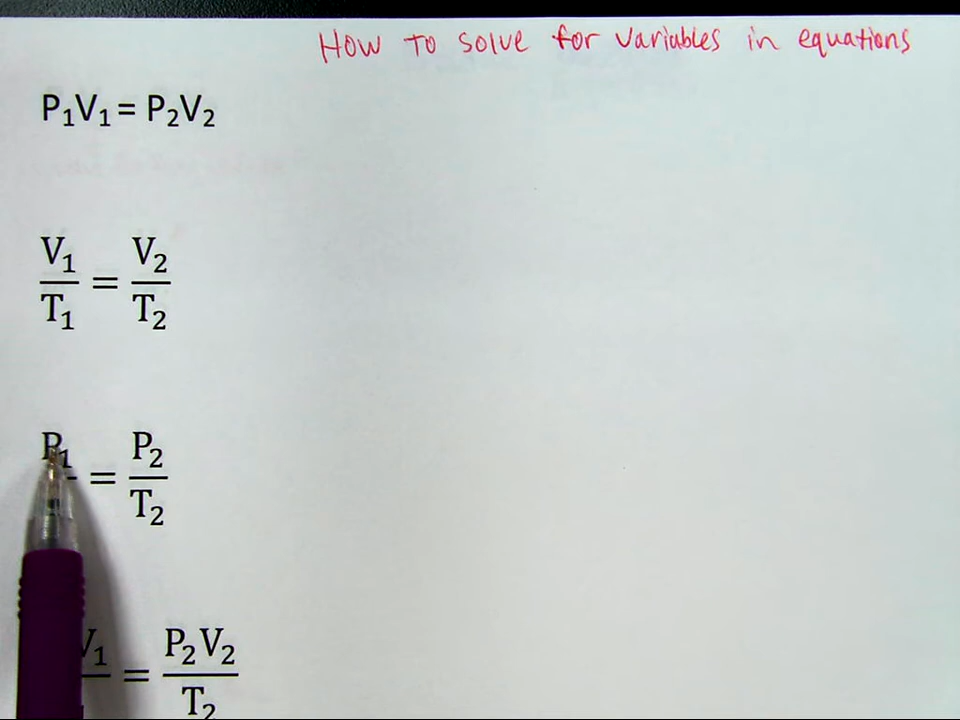 How to solve for variables in equations
P₁V₁ = P₂V₂
V₁ V₂
= 
T₁ T₂
P₁ P₂
=
T₂
V₁ P₂V₂
=
T₂